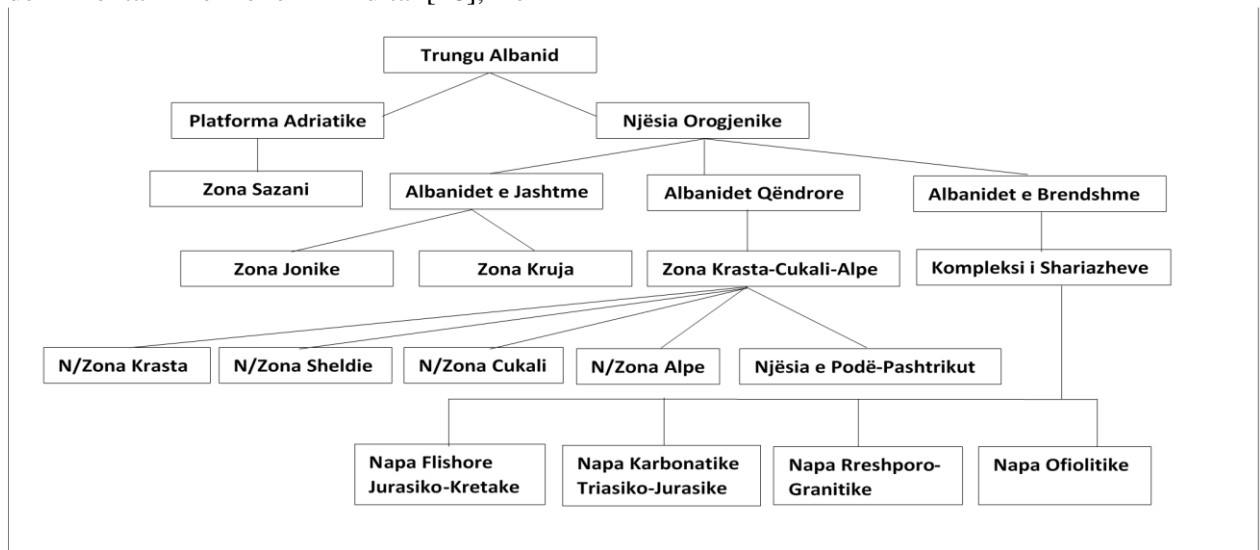 Trungu Albanid
Platforma Adriatike
Njësia Orogjenike
Zona Sazani
Albanidet e Jashtme
Albanidet Qëndrore
Albanidet e Brendshme
Zona Jonike
Zona Kruja
Zona Krasta-Cukali-Alpe
Kompleksi i Shariazheve
N/Zona Krasta
N/Zona Sheldie
N/Zona Cukali
N/Zona Alpe
Njësia e Podë-Pashtrikut
Napa Flishore
Jurasiko-Kretake
Napa Karbonatike
Triasiko-Jurasike
Napa Rreshporo-
Granitike
Napa Ofiolitike